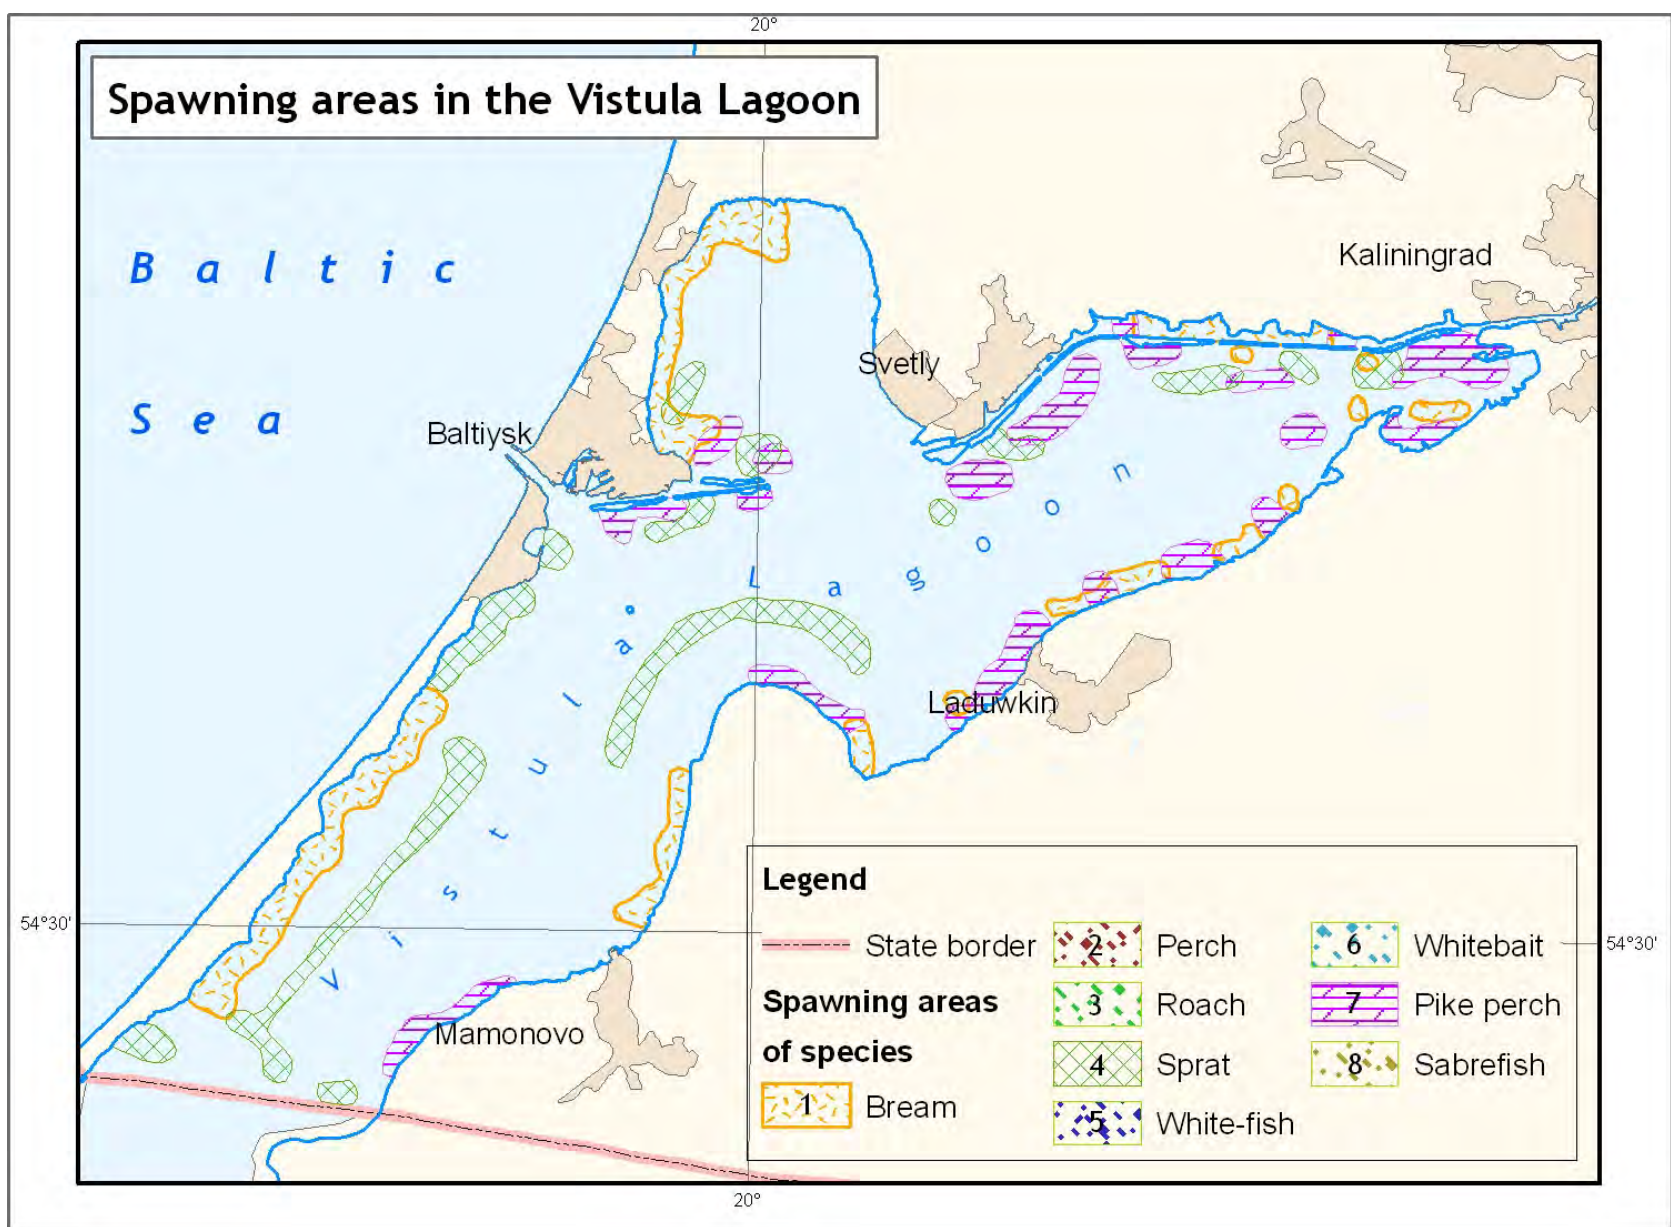 20°
Spawning areas in the Vistula Lagoon
Baltic
Sea
Kaliningrad
Svetly
Baltiysk
Vistula Lagoon
Laduwkin
Mamonovo
54°30'
54°30'
Legend
State border
Spawning areas
of species
1 Bream
2 Perch
3 Roach
4 Sprat
5 White-fish
6 Whitebait
7 Pike perch
8 Sabrefish
20°